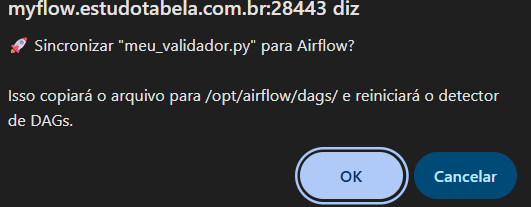 myflow.estudotabela.com.br:28443 diz
🚀 Sincronizar "meu_validador.py" para Airflow?
Isso copiará o arquivo para /opt/airflow/dags/ e reiniciará o detector
de DAGs.
OK
Cancelar